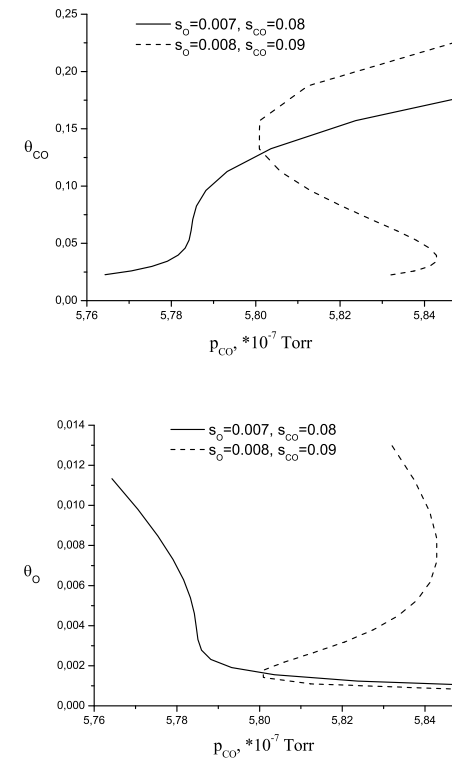 s_O=0.007, s_CO=0.08
s_O=0.008, s_CO=0.09
0,25
0,20
0,15
0,10
0,05
0,00
θ_CO
5,76 5,78 5,80 5,82 5,84
p_CO, *10^-7 Torr
s_O=0.007, s_CO=0.08
s_O=0.008, s_CO=0.09
0,014
0,012
0,010
0,008
0,006
0,004
0,002
0,000
θ_O
5,76 5,78 5,80 5,82 5,84
p_CO, *10^-7 Torr